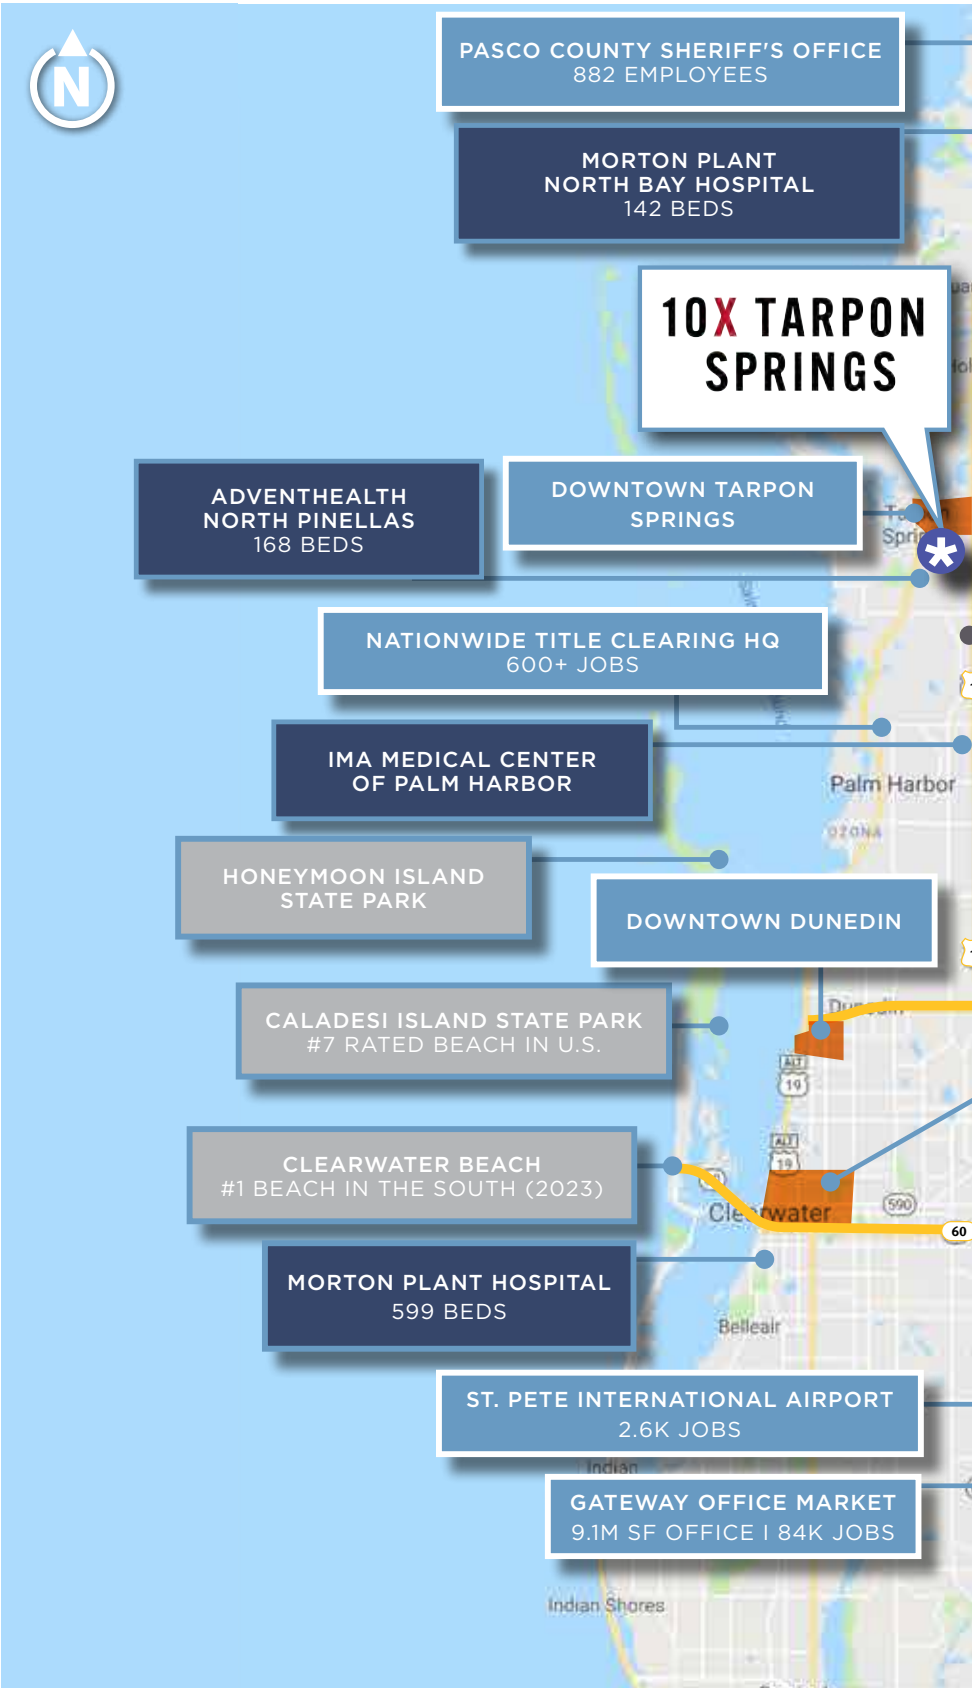 N
PASCO COUNTY SHERIFF'S OFFICE
882 EMPLOYEES
MORTON PLANT
NORTH BAY HOSPITAL
142 BEDS
10X TARPON
SPRINGS
ADVENTHEALTH
NORTH PINELLAS
168 BEDS
DOWNTOWN TARPON
SPRINGS
*
NATIONWIDE TITLE CLEARING HQ
600+ JOBS
IMA MEDICAL CENTER
OF PALM HARBOR
Palm Harbor
OZONA
HONEYMOON ISLAND
STATE PARK
DOWNTOWN DUNEDIN
Dunedin
CALADESI ISLAND STATE PARK
#7 RATED BEACH IN U.S.
ALT
19
ALT
19
CLEARWATER BEACH
#1 BEACH IN THE SOUTH (2023)
Clearwater
590
60
MORTON PLANT HOSPITAL
599 BEDS
Belleair
ST. PETE INTERNATIONAL AIRPORT
2.6K JOBS
Indian
GATEWAY OFFICE MARKET
9.1M SF OFFICE I 84K JOBS
Indian Shores